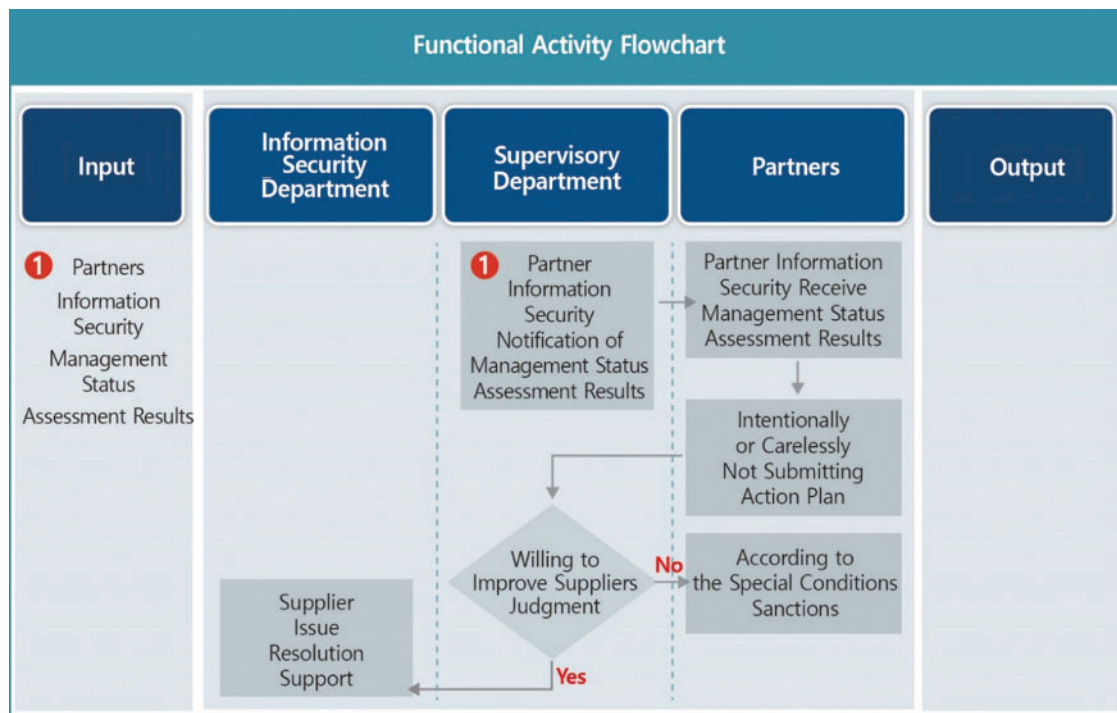 Functional Activity Flowchart
Input
Information
Security
Department
Supervisory
Department
Partners
Output
1 Partners
Information
Security
Management
Status
Assessment Results
1 Partner
Information
Security
Notification of
Management Status
Assessment Results
Partner Information
Security Receive
Management Status
Assessment Results
Intentionally
or Carelessly
Not Submitting
Action Plan
Willing to
Improve Suppliers
Judgment
No
According to
the Special Conditions
Sanctions
Yes
Supplier
Issue
Resolution
Support